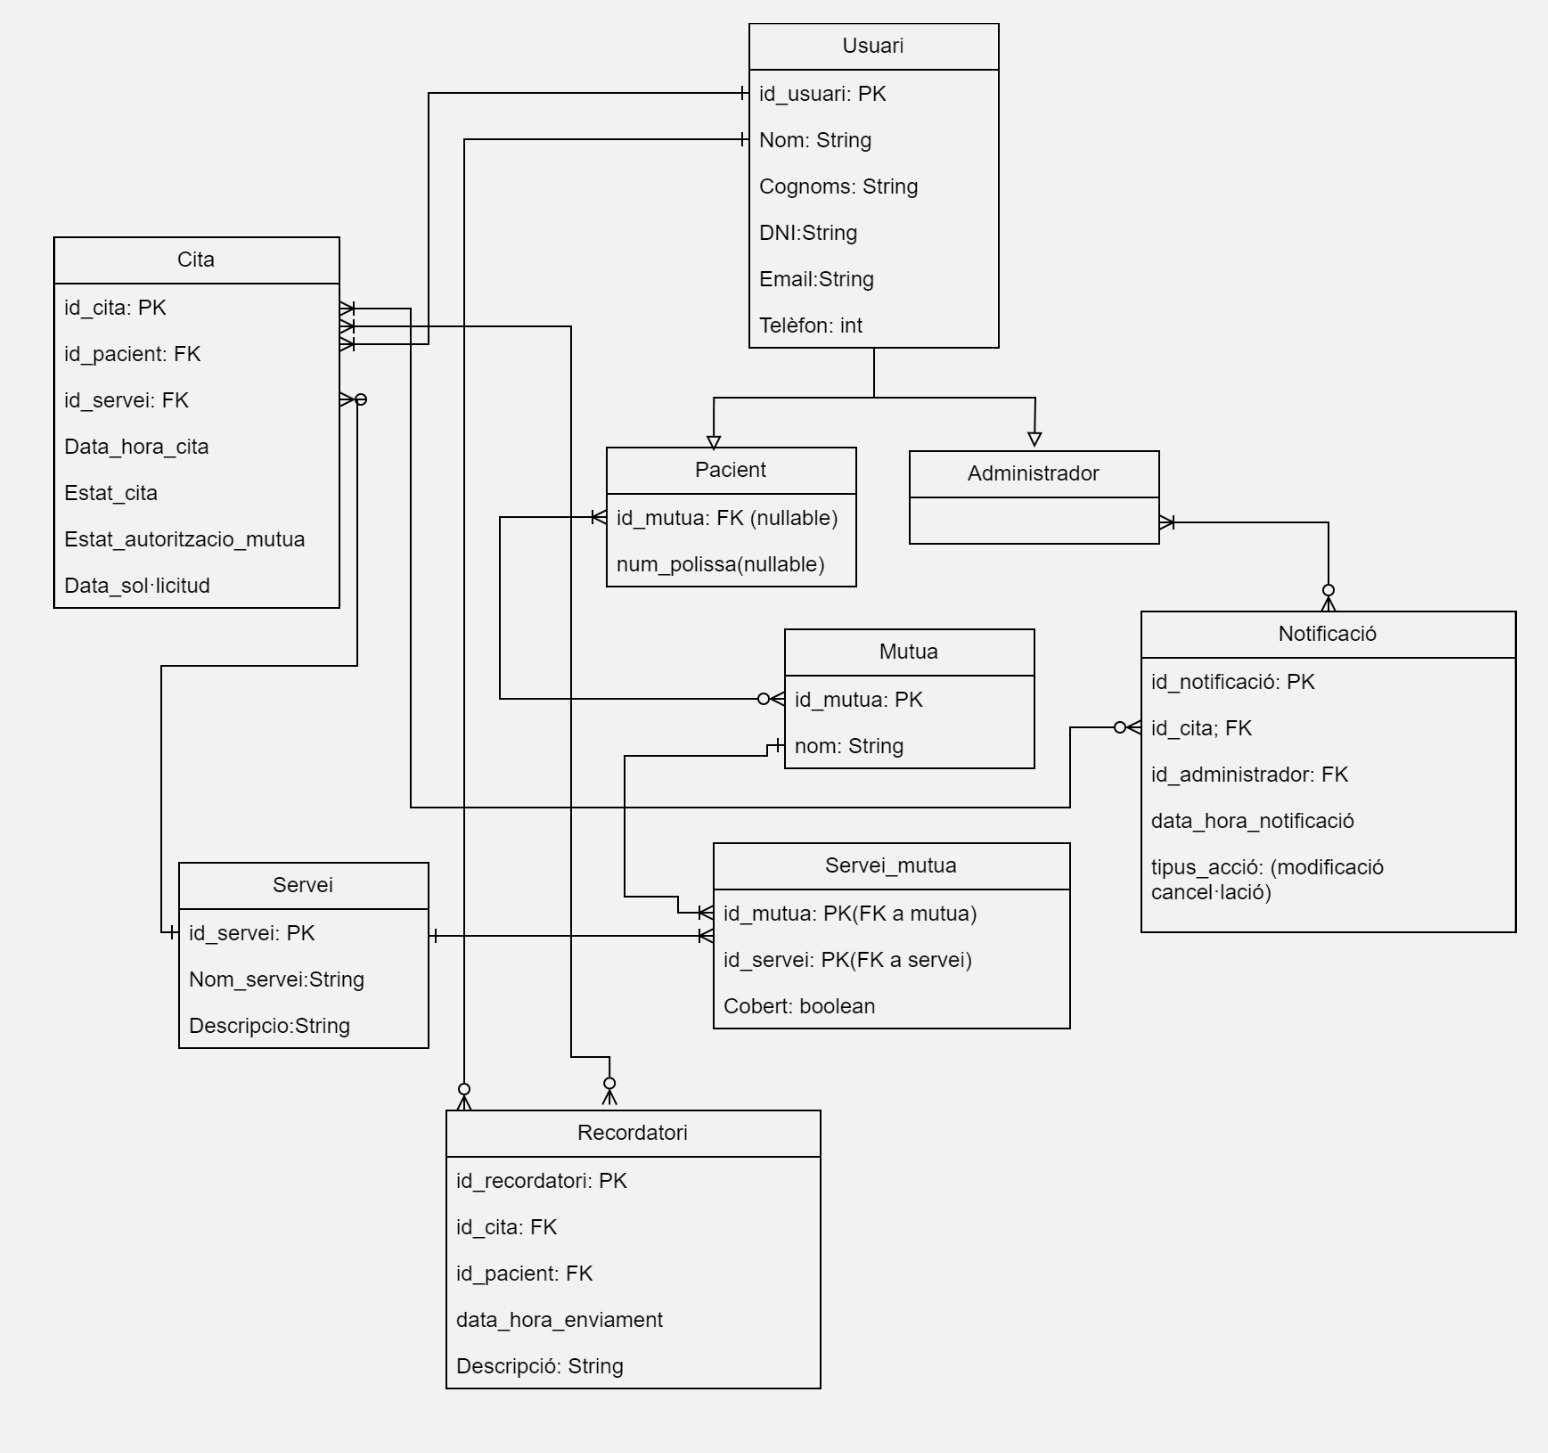 Usuari
id_usuari: PK
Nom: String
Cognoms: String
DNI:String
Email:String
Telèfon: int
Cita
id_cita: PK
id_pacient: FK
id_servei: FK
Data_hora_cita
Estat_cita
Estat_autoritzacio_mutua
Data_sol·licitud
Pacient
id_mutua: FK (nullable)
num_polissa(nullable)
Administrador
Mutua
id_mutua: PK
nom: String
Notificació
id_notificació: PK
id_cita; FK
id_administrador: FK
data_hora_notificació
tipus_acció: (modificació
cancel·lació)
Servei
id_servei: PK
Nom_servei:String
Descripcio:String
Servei_mutua
id_mutua: PK(FK a mutua)
id_servei: PK(FK a servei)
Cobert: boolean
Recordatori
id_recordatori: PK
id_cita: FK
id_pacient: FK
data_hora_enviament
Descripció: String